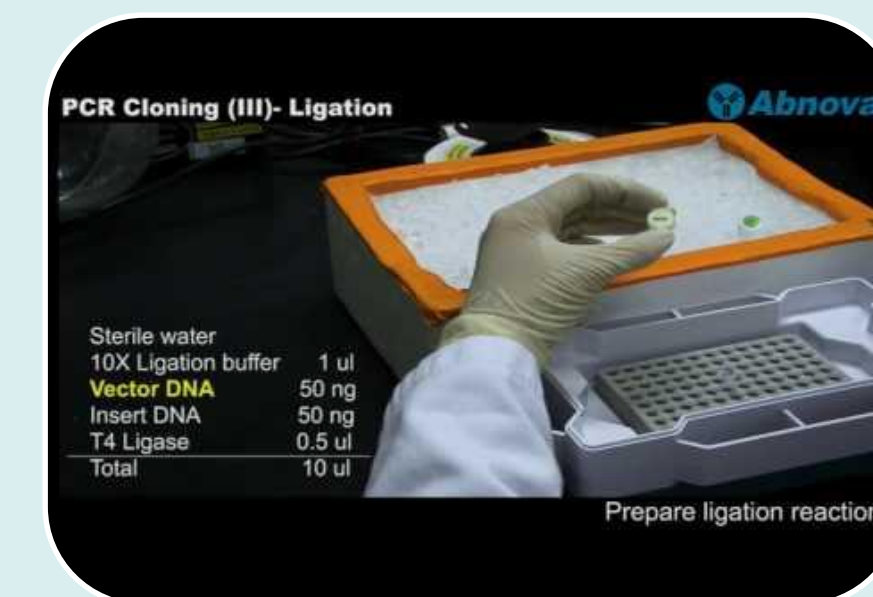 PCR Cloning (III)- Ligation
Abnova
Sterile water
10X Ligation buffer 1 ul
Vector DNA 50 ng
Insert DNA 50 ng
T4 Ligase 0.5 ul
Total 10 ul
Prepare ligation reaction